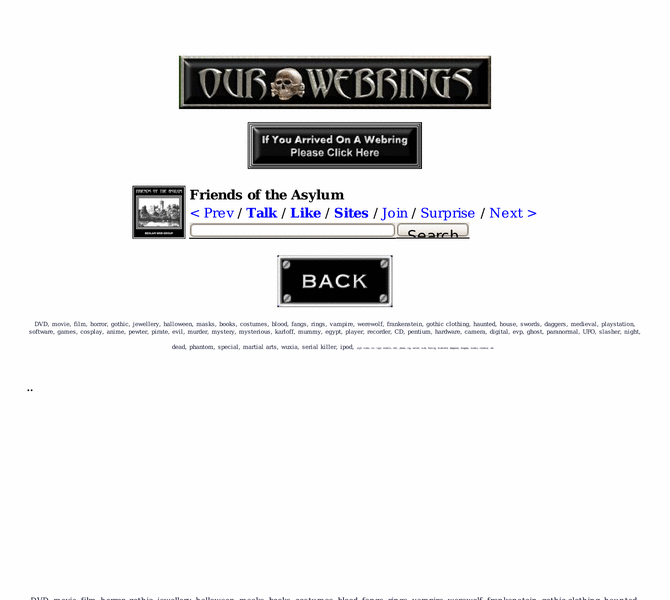 OUR WEBRINGS
If You Arrived On A Webring
Please Click Here
FRIENDS OF THE ASYLUM
Friends of the Asylum
< Prev / Talk / Like / Sites / Join / Surprise / Next >
Search
BACK
DVD, movie, film, horror, gothic, jewellery, halloween, masks, books, costumes, blood, fangs, rings, vampire, werewolf, frankenstein, gothic clothing, haunted, house, swords, daggers, medieval, playstation,
software, games, cosplay, anime, pewter, pirate, evil, murder, mystery, mysterious, karloff, mummy, egypt, player, recorder, CD, pentium, hardware, camera, digital, evp, ghost, paranormal, UFO, slasher, night,
dead, phantom, special, martial arts, wuxia, serial killer, ipod,
..
DVD, movie, film, horror, gothic, jewellery, halloween, masks, books, costumes, blood, fangs, rings, vampire, werewolf, frankenstein, gothic clothing, haunted,